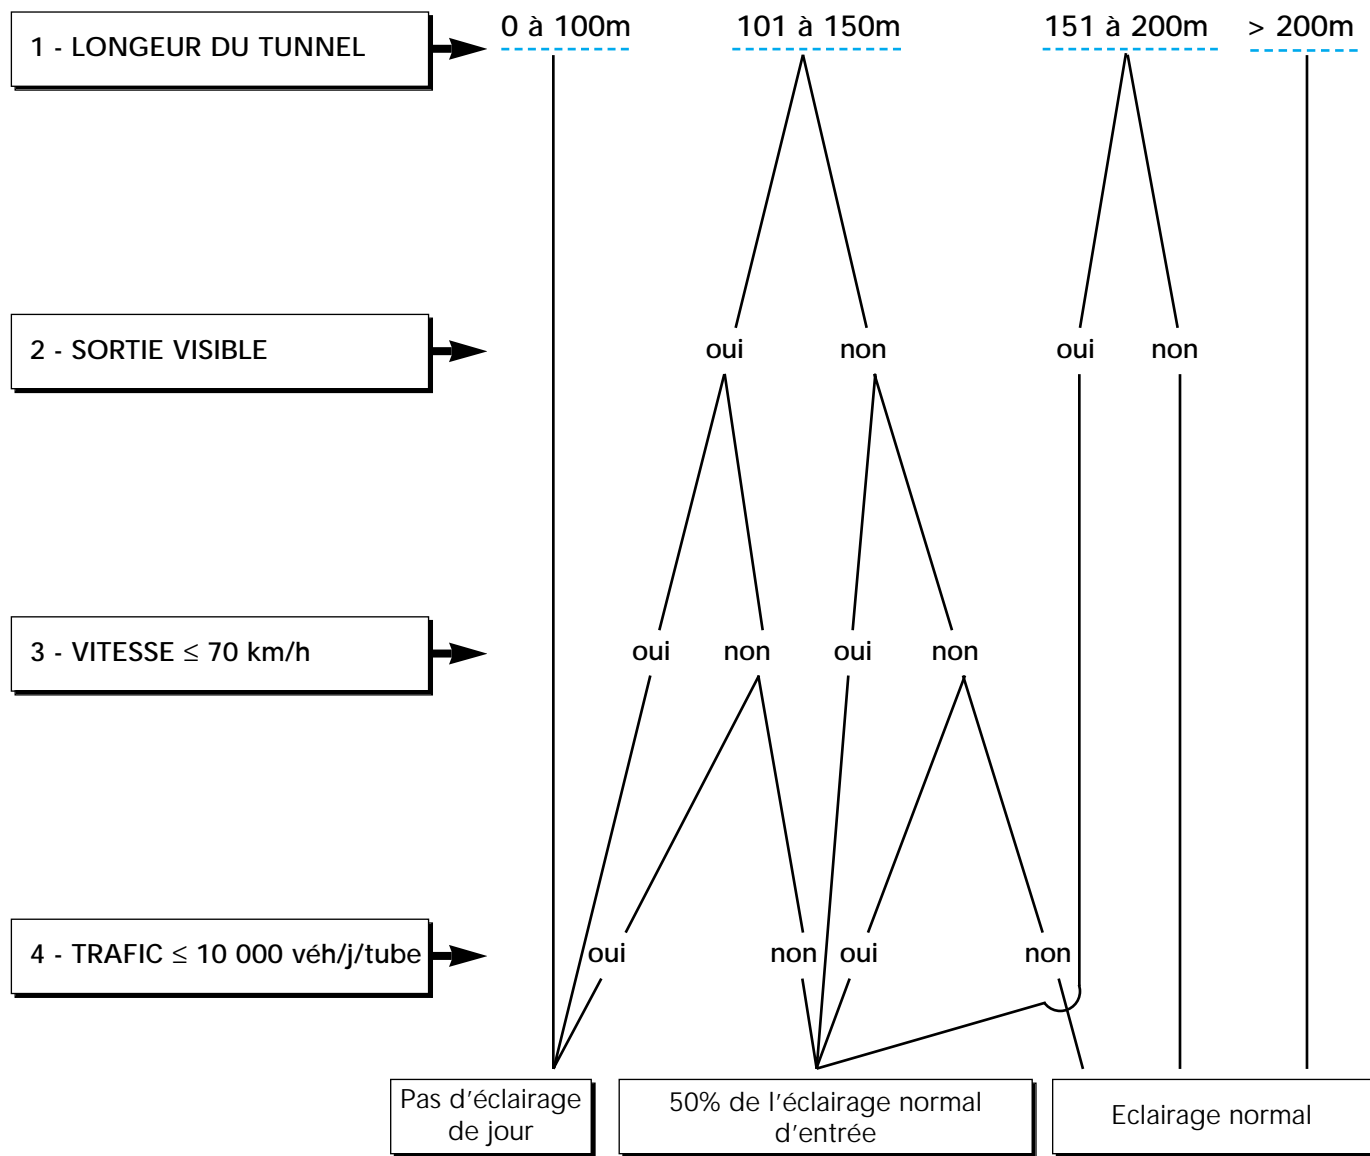 1 - LONGEUR DU TUNNEL
0 à 100m
101 à 150m
151 à 200m
> 200m
2 - SORTIE VISIBLE
oui
non
oui
non
3 - VITESSE ≤ 70 km/h
oui
non
oui
non
4 - TRAFIC ≤ 10 000 véh/j/tube
oui
non
oui
non
Pas d'éclairage
de jour
50% de l'éclairage normal
d'entrée
Eclairage normal